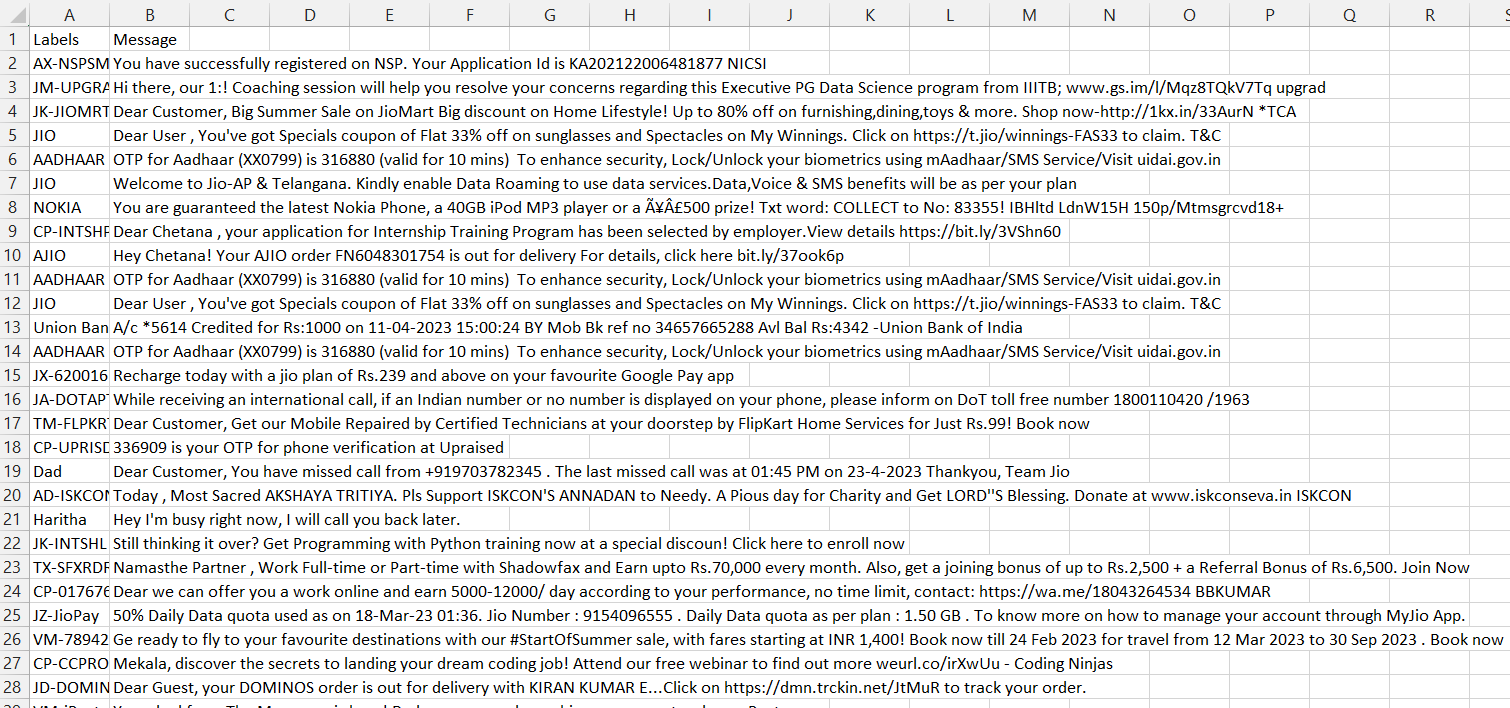 A B C D E F G H I J K L M N O P Q R
1 Labels Message
2 AX-NSPSM You have successfully registered on NSP. Your Application Id is KA202122006481877 NICSI
3 JM-UPGRA Hi there, our 1:! Coaching session will help you resolve your concerns regarding this Executive PG Data Science program from IIITB; www.gs.im/l/Mqz8TQkV7Tq upgrad
4 JK-JIOMRT Dear Customer, Big Summer Sale on JioMart Big discount on Home Lifestyle! Up to 80% off on furnishing,dining,toys & more. Shop now-http://1kx.in/33AurN *TCA
5 JIO Dear User , You've got Specials coupon of Flat 33% off on sunglasses and Spectacles on My Winnings. Click on https://t.jio/winnings-FAS33 to claim. T&C
6 AADHAAR OTP for Aadhaar (XX0799) is 316880 (valid for 10 mins)  To enhance security, Lock/Unlock your biometrics using mAadhaar/SMS Service/Visit uidai.gov.in
7 JIO Welcome to Jio-AP & Telangana. Kindly enable Data Roaming to use data services.Data,Voice & SMS benefits will be as per your plan
8 NOKIA You are guaranteed the latest Nokia Phone, a 40GB iPod MP3 player or a Ã¥Â£500 prize! Txt word: COLLECT to No: 83355! IBHltd LdnW15H 150p/Mtmsgrcvd18+
9 CP-INTSHP Dear Chetana , your application for Internship Training Program has been selected by employer.View details https://bit.ly/3VShn60
10 AJIO Hey Chetana! Your AJIO order FN6048301754 is out for delivery For details, click here bit.ly/37ook6p
11 AADHAAR OTP for Aadhaar (XX0799) is 316880 (valid for 10 mins)  To enhance security, Lock/Unlock your biometrics using mAadhaar/SMS Service/Visit uidai.gov.in
12 JIO Dear User , You've got Specials coupon of Flat 33% off on sunglasses and Spectacles on My Winnings. Click on https://t.jio/winnings-FAS33 to claim. T&C
13 Union Ban A/c *5614 Credited for Rs:1000 on 11-04-2023 15:00:24 BY Mob Bk ref no 34657665288 Avl Bal Rs:4342 -Union Bank of India
14 AADHAAR OTP for Aadhaar (XX0799) is 316880 (valid for 10 mins)  To enhance security, Lock/Unlock your biometrics using mAadhaar/SMS Service/Visit uidai.gov.in
15 JX-620016 Recharge today with a jio plan of Rs.239 and above on your favourite Google Pay app
16 JA-DOTAPT While receiving an international call, if an Indian number or no number is displayed on your phone, please inform on DoT toll free number 1800110420 /1963
17 TM-FLPKRT Dear Customer, Get our Mobile Repaired by Certified Technicians at your doorstep by FlipKart Home Services for Just Rs.99! Book now
18 CP-UPRISD 336909 is your OTP for phone verification at Upraised
19 Dad Dear Customer, You have missed call from +919703782345 . The last missed call was at 01:45 PM on 23-4-2023 Thankyou, Team Jio
20 AD-ISKCON Today , Most Sacred AKSHAYA TRITIYA. Pls Support ISKCON'S ANNADAN to Needy. A Pious day for Charity and Get LORD"S Blessing. Donate at www.iskconseva.in ISKCON
21 Haritha Hey I'm busy right now, I will call you back later.
22 JK-INTSHL Still thinking it over? Get Programming with Python training now at a special discoun! Click here to enroll now
23 TX-SFXRDR Namasthe Partner , Work Full-time or Part-time with Shadowfax and Earn upto Rs.70,000 every month. Also, get a joining bonus of up to Rs.2,500 + a Referral Bonus of Rs.6,500. Join Now
24 CP-017676 Dear we can offer you a work online and earn 5000-12000/ day according to your performance, no time limit, contact: https://wa.me/18043264534 BBKUMAR
25 JZ-JioPay 50% Daily Data quota used as on 18-Mar-23 01:36. Jio Number : 9154096555 . Daily Data quota as per plan : 1.50 GB . To know more on how to manage your account through MyJio App.
26 VM-78942 Ge ready to fly to your favourite destinations with our #StartOfSummer sale, with fares starting at INR 1,400! Book now till 24 Feb 2023 for travel from 12 Mar 2023 to 30 Sep 2023 . Book now
27 CP-CCPRO Mekala, discover the secrets to landing your dream coding job! Attend our free webinar to find out more weurl.co/irXwUu - Coding Ninjas
28 JD-DOMIN Dear Guest, your DOMINOS order is out for delivery with KIRAN KUMAR E...Click on https://dmn.trckin.net/JtMuR to track your order.